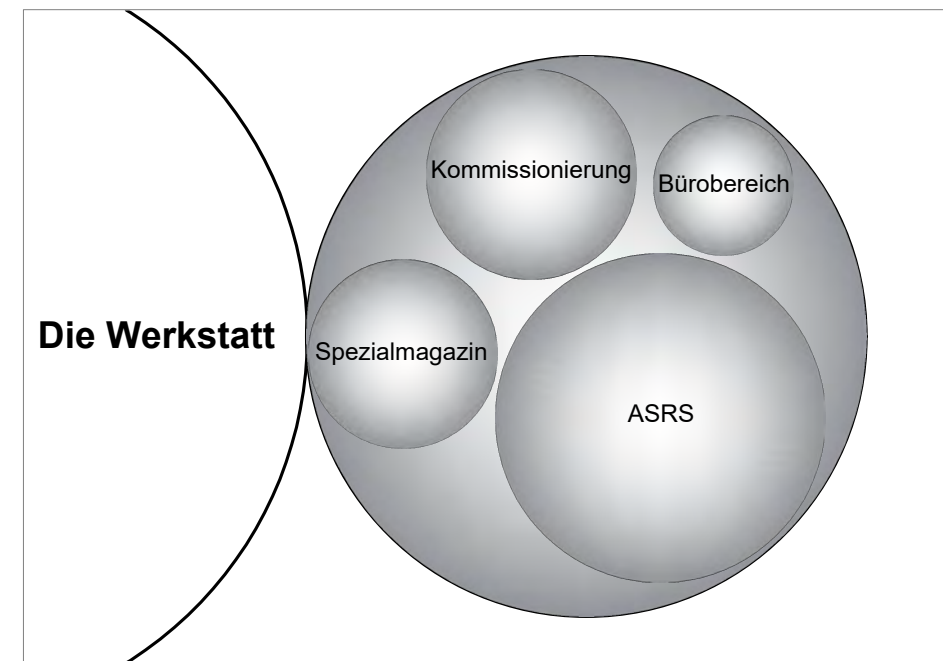 Kommissionierung
Bürobereich
Die Werkstatt
Spezialmagazin
ASRS